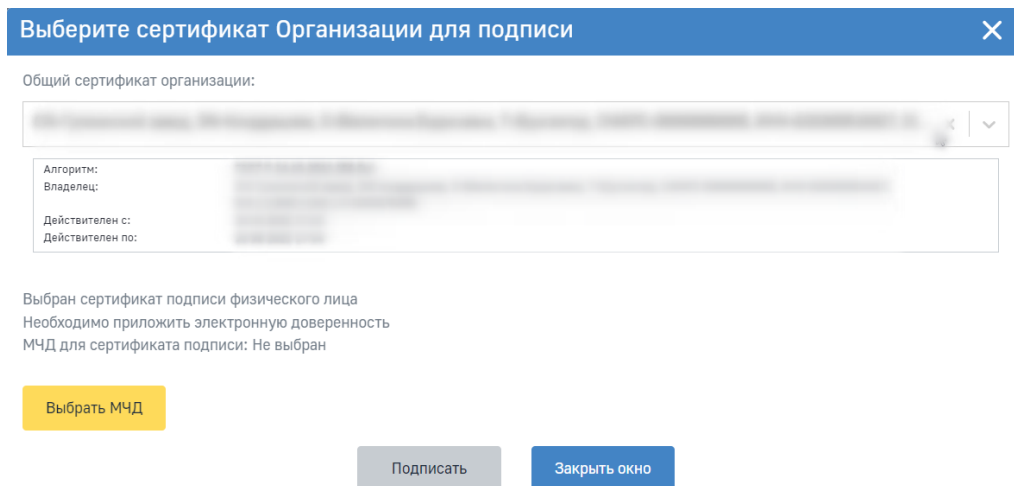 Выберите сертификат Организации для подписи
Общий сертификат организации:
Алгоритм:
Владелец:
Действителен с:
Действителен по:
Выбран сертификат подписи физического лица
Необходимо приложить электронную доверенность
МЧД для сертификата подписи: Не выбран
Выбрать МЧД
Подписать
Закрыть окно